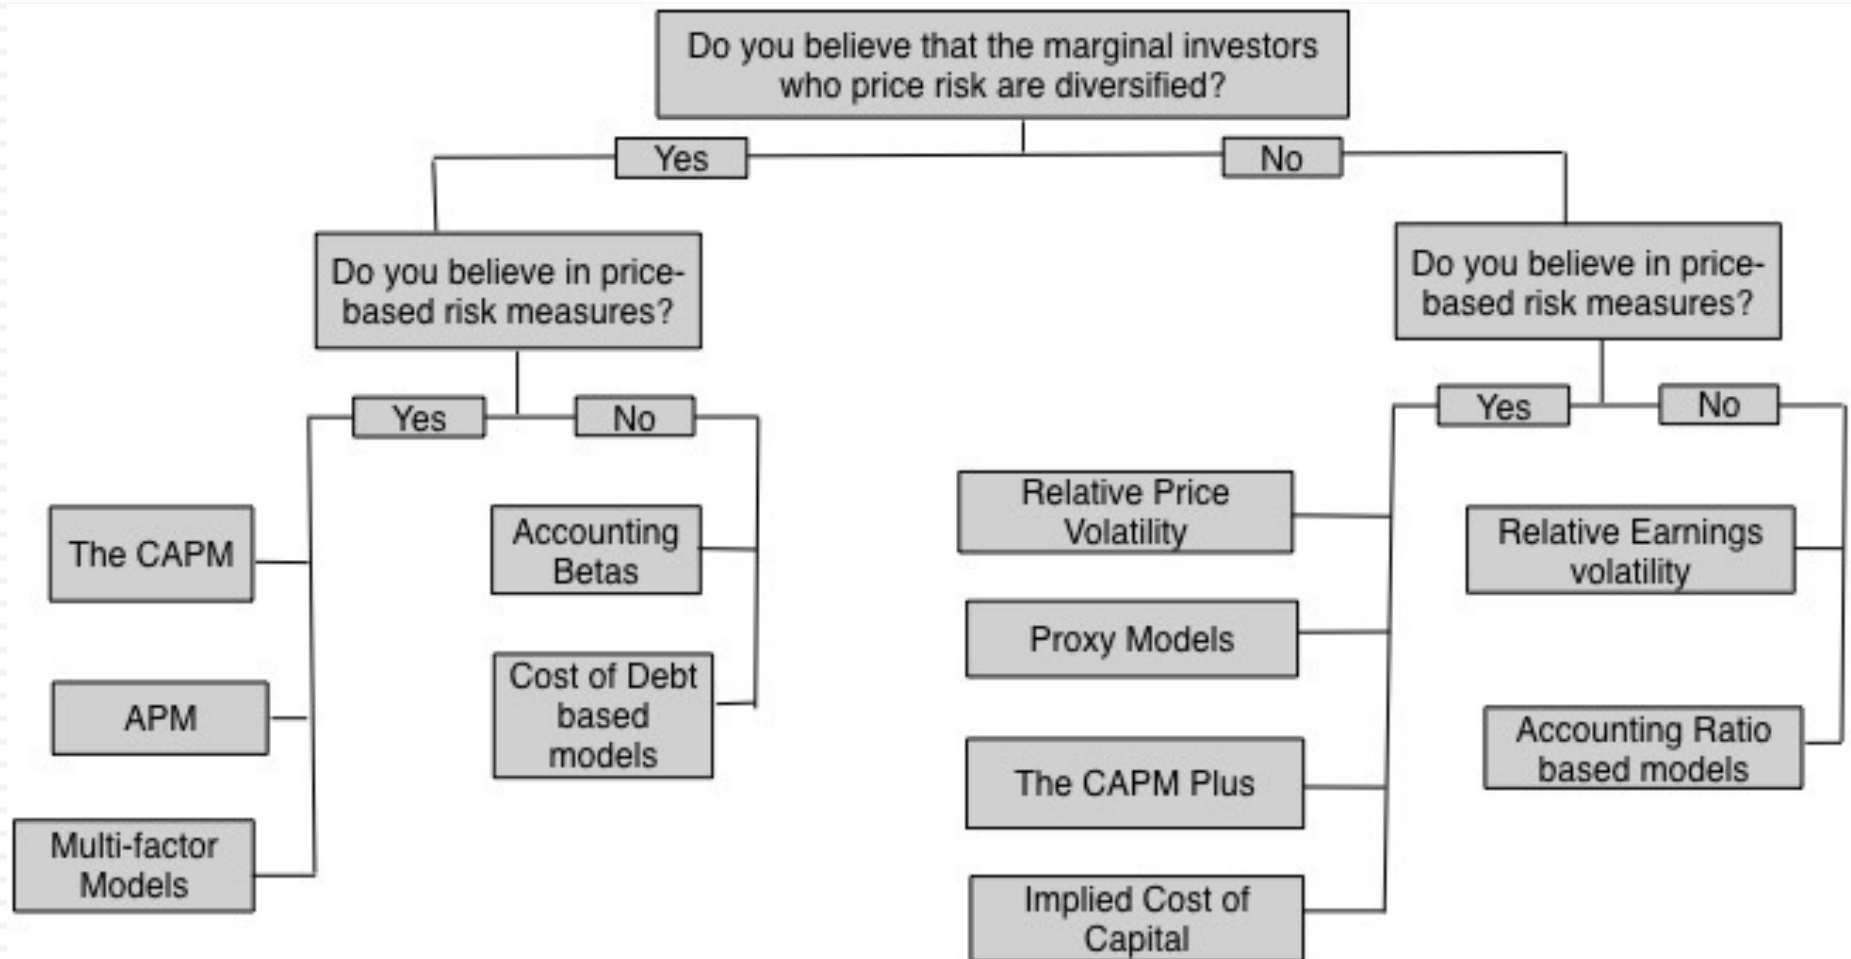 Do you believe that the marginal investors
who price risk are diversified?
Yes
No
Do you believe in price-
based risk measures?
Do you believe in price-
based risk measures?
Yes
No
Yes
No
The CAPM
APM
Multi-factor
Models
Accounting
Betas
Cost of Debt
based
models
Relative Price
Volatility
Proxy Models
The CAPM Plus
Implied Cost of
Capital
Relative Earnings
volatility
Accounting Ratio
based models